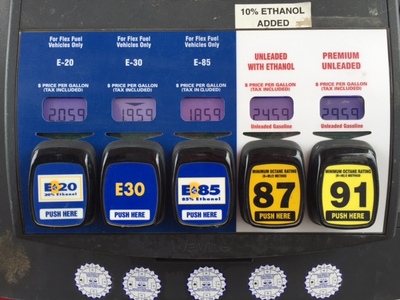 10% ETHANOL
ADDED
For Flex Fuel
Vehicles Only
E-20
$ PRICE PER GALLON
(TAX INCLUDED)
2059
For Flex Fuel
Vehicles Only
E-30
$ PRICE PER GALLON
(TAX INCLUDED)
1959
For Flex Fuel
Vehicles Only
E-85
$ PRICE PER GALLON
(TAX INCLUDED)
1859
UNLEADED
WITH ETHANOL
$ PRICE PER GALLON
(TAX INCLUDED)
2459
Unleaded Gasoline
PREMIUM
UNLEADED
$ PRICE PER GALLON
(TAX INCLUDED)
2959
Unleaded Gasoline
E20
20% Ethanol
PUSH HERE
E30
PUSH HERE
E85
85% Ethanol
PUSH HERE
MINIMUM OCTANE RATING
87
PUSH HERE
MINIMUM OCTANE RATING
91
PUSH HERE